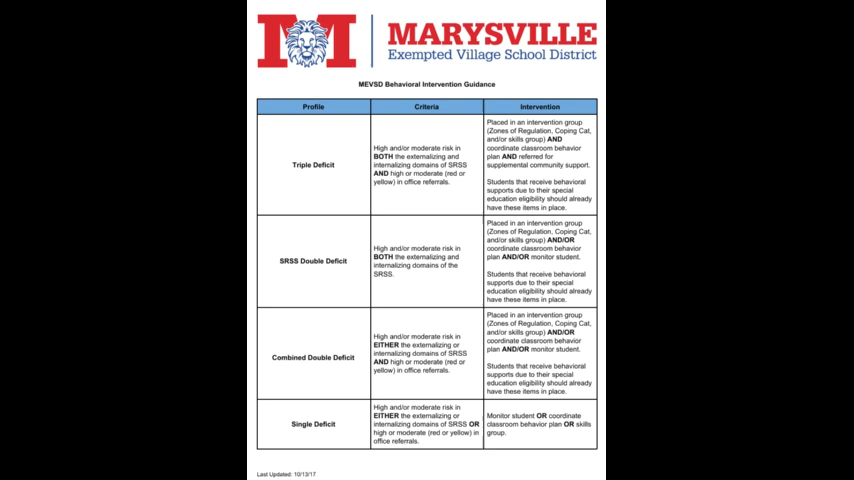 MARYSVILLE
Exempted Village School District
MEVSD Behavioral Intervention Guidance
Profile
Criteria
Intervention
Triple Deficit
High and/or moderate risk in
BOTH the externalizing and
internalizing domains of SRSS
AND high or moderate (red or
yellow) in office referrals.
Placed in an intervention group
(Zones of Regulation, Coping Cat,
and/or skills group) AND
coordinate classroom behavior
plan AND referred for
supplemental community support.
Students that receive behavioral
supports due to their special
education eligibility should already
have these items in place.
SRSS Double Deficit
High and/or moderate risk in
BOTH the externalizing and
internalizing domains of the
SRSS.
Placed in an intervention group
(Zones of Regulation, Coping Cat,
and/or skills group) AND/OR
coordinate classroom behavior
plan AND/OR monitor student.
Students that receive behavioral
supports due to their special
education eligibility should already
have these items in place.
Combined Double Deficit
High and/or moderate risk in
EITHER the externalizing or
internalizing domains of SRSS
AND high or moderate (red or
yellow) in office referrals.
Placed in an intervention group
(Zones of Regulation, Coping Cat,
and/or skills group) AND/OR
coordinate classroom behavior
plan AND/OR monitor student.
Students that receive behavioral
supports due to their special
education eligibility should already
have these items in place.
Single Deficit
High and/or moderate risk in
EITHER the externalizing or
internalizing domains of SRSS OR
high or moderate (red or yellow) in
office referrals.
Monitor student OR coordinate
classroom behavior plan OR skills
group.
Last Updated: 10/13/17